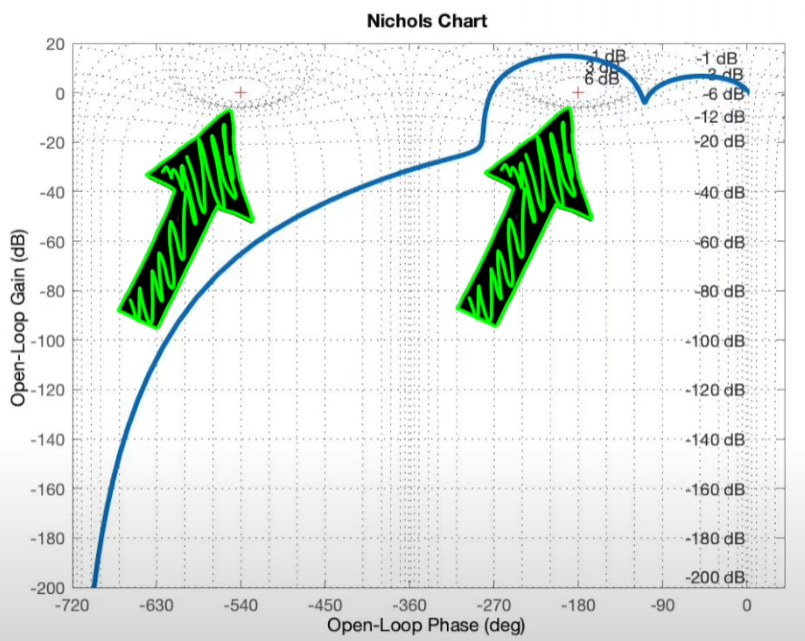 Nichols Chart
20
0
-20
-40
-60
-80
-100
-120
-140
-160
-180
-200
Open-Loop Gain (dB)
1 dB
3 dB
6 dB
-1 dB
-3 dB
-6 dB
-12 dB
-20 dB
-40 dB
-60 dB
-80 dB
-100 dB
-120 dB
-140 dB
-160 dB
-180 dB
-200 dB
-720 -630 -540 -450 -360 -270 -180 -90 0
Open-Loop Phase (deg)